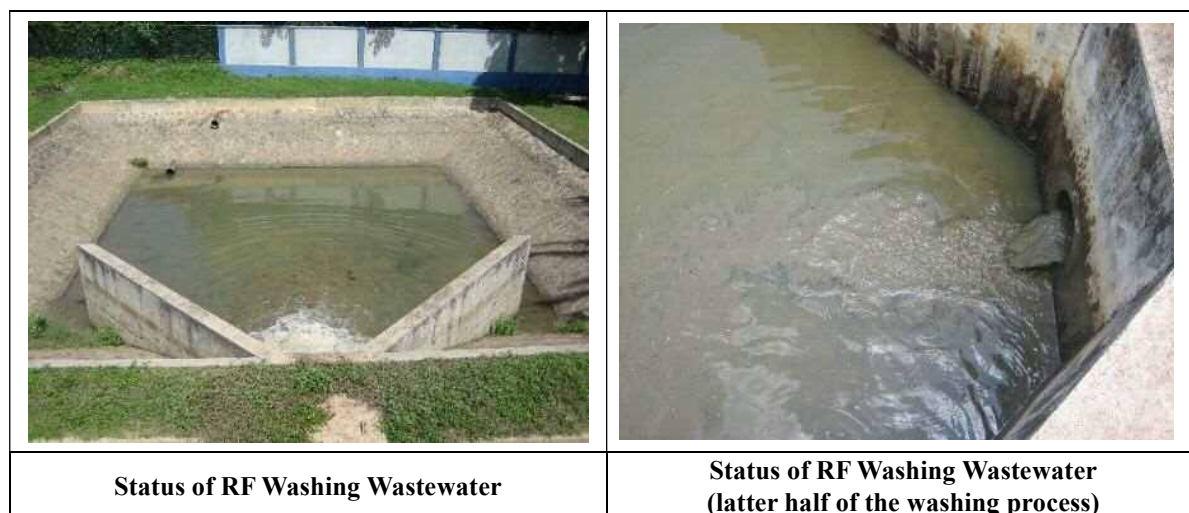 Status of RF Washing Wastewater
Status of RF Washing Wastewater
(latter half of the washing process)